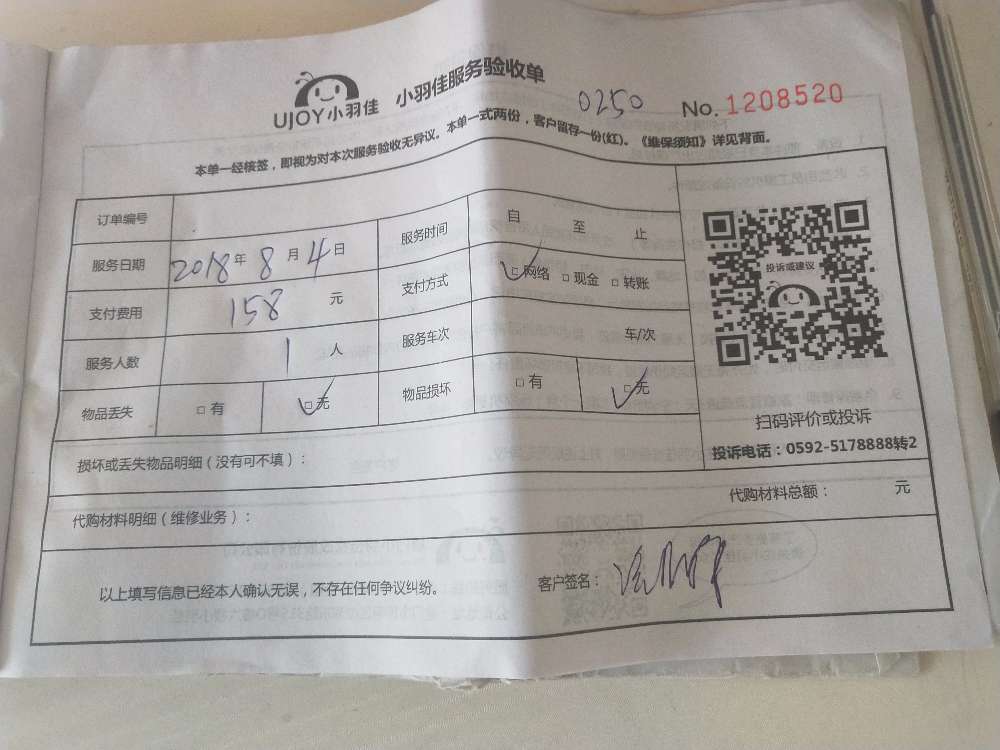 UJOY小羽佳 小羽佳服务验收单
0250 No. 1208520
本单一经核签，即视为对本次服务验收无异议。本单一式两份，客户留存一份(红)。《维保须知》详见背面。
订单编号
服务日期 2018年8月4日 服务时间 自 至 止
支付费用 158 元 支付方式 □网络 □现金 □转账
服务人数 1 人 服务车次 车/次
物品丢失 □有 □无 物品损坏 □有 □无
投诉或建议
扫码评价或投诉
投诉电话：0592-5178888转2
损坏或丢失物品明细（没有可不填）：
代购材料明细（维修业务）： 代购材料总额： 元
以上填写信息已经本人确认无误，不存在任何争议纠纷。 客户签名：